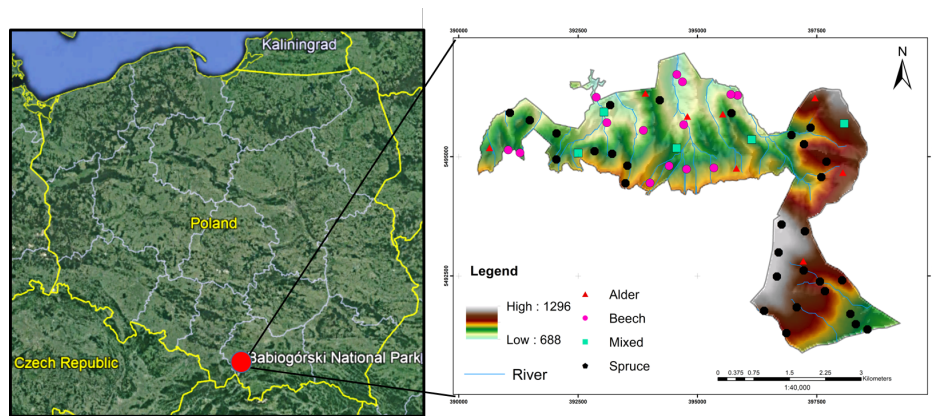 Kaliningrad
Poland
Czech Republic
Babiogórski National Park
390000
392500
395000
397500
N
5495000
5492500
Legend
High : 1296
Low : 688
River
Alder
Beech
Mixed
Spruce
0 0.375 0.75 1.5 2.25 3
Kilometers
1:40,000
390000
392500
395000
397500